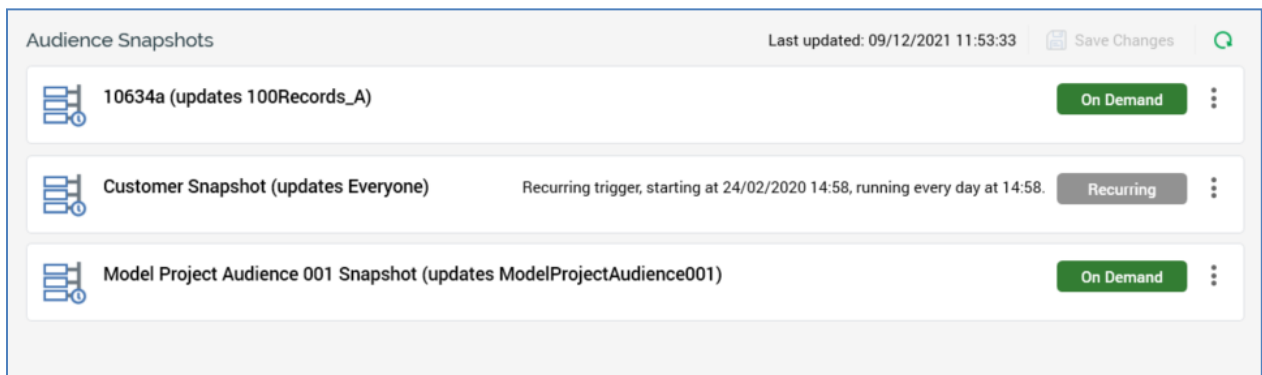 Audience Snapshots Last updated: 09/12/2021 11:53:33 Save Changes
10634a (updates 100Records_A) On Demand
Customer Snapshot (updates Everyone) Recurring trigger, starting at 24/02/2020 14:58, running every day at 14:58. Recurring
Model Project Audience 001 Snapshot (updates ModelProjectAudience001) On Demand